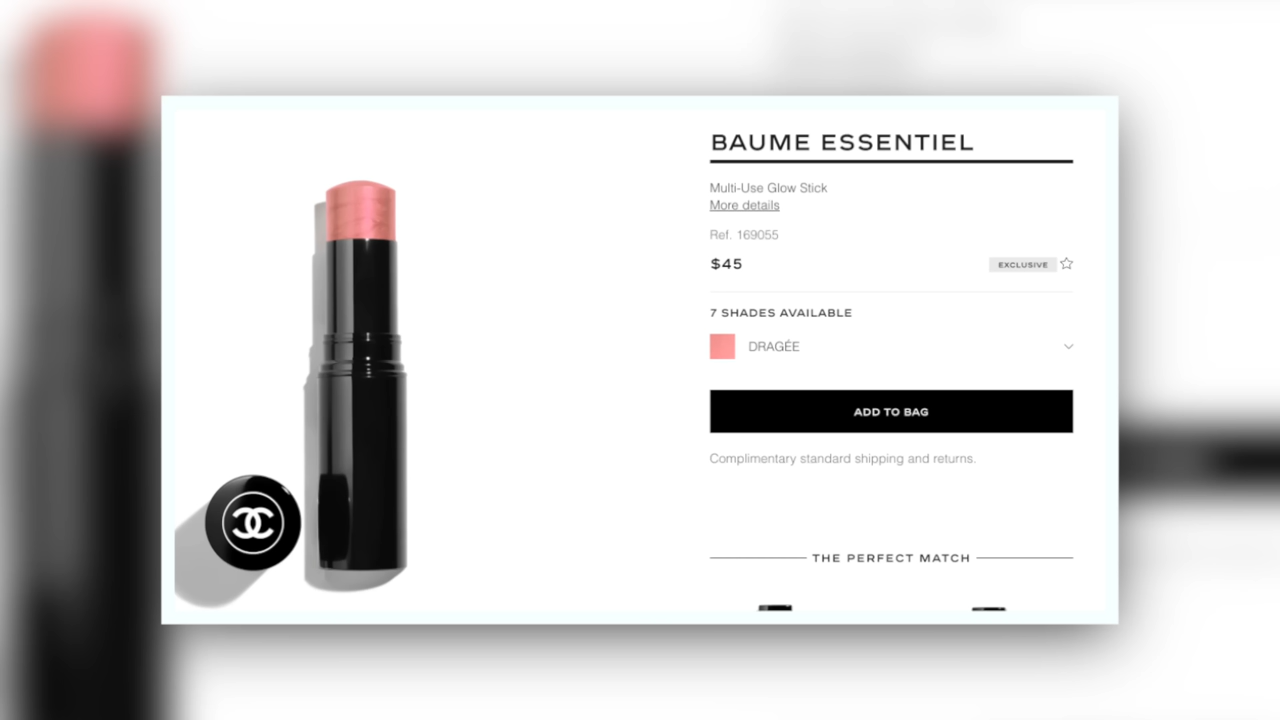 BAUME ESSENTIEL
Multi-Use Glow Stick
More details
Ref. 169055
$45
EXCLUSIVE
7 SHADES AVAILABLE
DRAGÉE
ADD TO BAG
Complimentary standard shipping and returns.
THE PERFECT MATCH